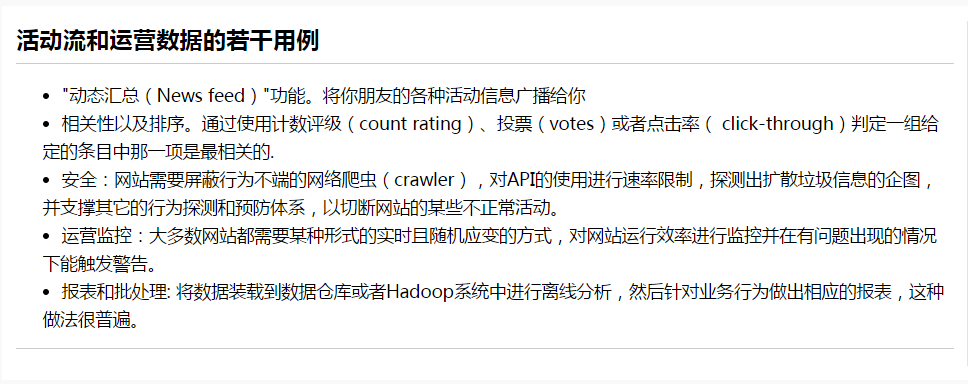 活动流和运营数据的若干用例
• "动态汇总（News feed）"功能。将你朋友的各种活动信息广播给你
• 相关性以及排序。通过使用计数评级（count rating）、投票（votes）或者点击率（ click-through）判定一组给
定的条目中那一项是最相关的.
• 安全：网站需要屏蔽行为不端的网络爬虫（crawler），对API的使用进行速率限制，探测出扩散垃圾信息的企图，
并支撑其它的行为探测和预防体系，以切断网站的某些不正常活动。
• 运营监控：大多数网站都需要某种形式的实时且随机应变的方式，对网站运行效率进行监控并在有问题出现的情况
下能触发警告。
• 报表和批处理: 将数据装载到数据仓库或者Hadoop系统中进行离线分析，然后针对业务行为做出相应的报表，这种
做法很普遍。